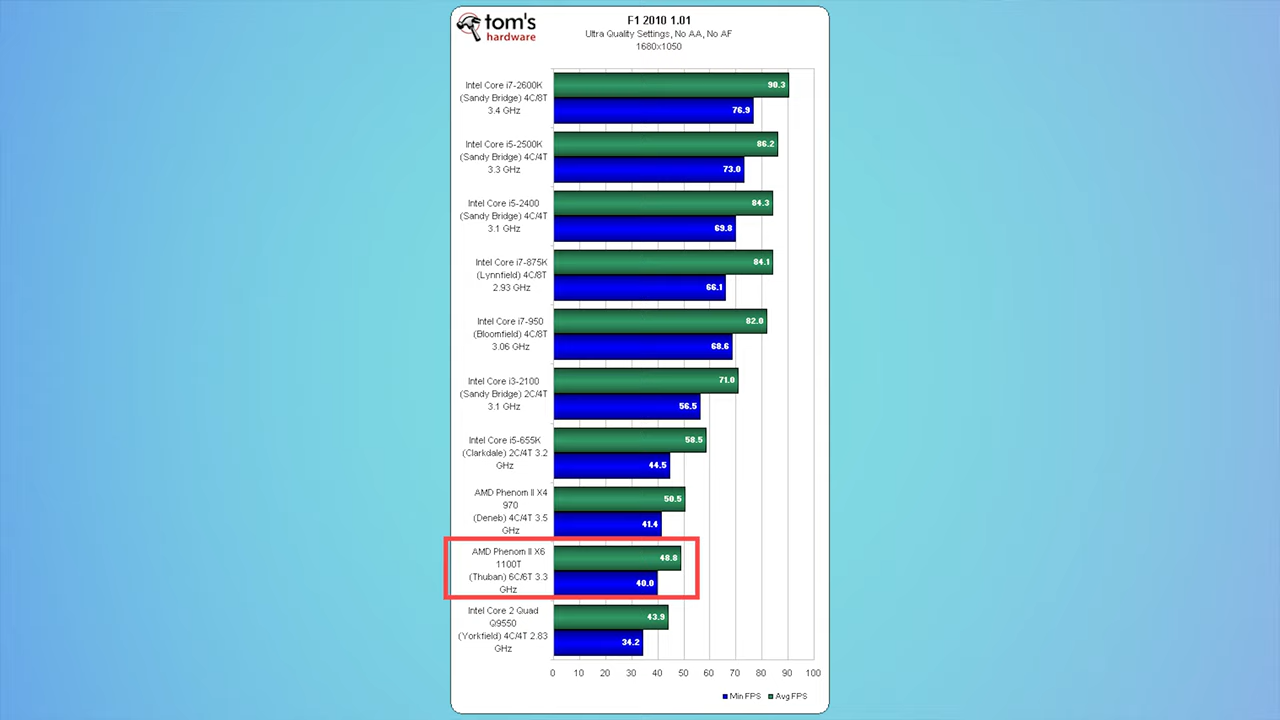 tom's
hardware
F1 2010 1.01
Ultra Quality Settings, No AA, No AF
1680x1050
Intel Core i7-2600K
(Sandy Bridge) 4C/8T
3.4 GHz
90.3
76.9
Intel Core i5-2500K
(Sandy Bridge) 4C/4T
3.3 GHz
86.2
73.0
Intel Core i5-2400
(Sandy Bridge) 4C/4T
3.1 GHz
84.3
69.8
Intel Core i7-875K
(Lynnfield) 4C/8T
2.93 GHz
84.1
66.1
Intel Core i7-950
(Bloomfield) 4C/8T
3.06 GHz
82.0
68.6
Intel Core i3-2100
(Sandy Bridge) 2C/4T
3.1 GHz
71.0
56.5
Intel Core i5-655K
(Clarkdale) 2C/4T 3.2
GHz
58.5
44.5
AMD Phenom II X4
970
(Deneb) 4C/4T 3.5
GHz
50.5
41.4
AMD Phenom II X6
1100T
(Thuban) 6C/6T 3.3
GHz
48.8
40.0
Intel Core 2 Quad
Q9550
(Yorkfield) 4C/4T 2.83
GHz
43.9
34.2
0 10 20 30 40 50 60 70 80 90 100
Min FPS Avg FPS